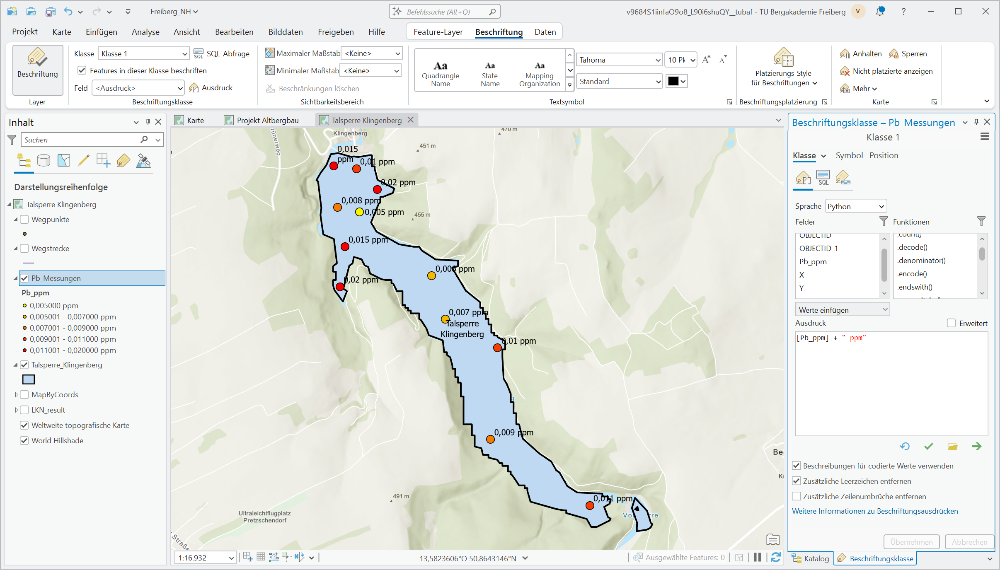 Freiberg_NH
Befehlssuche (Alt+Q)
v9684S1iinfaO9o8_L90i6shuQY__tubaf - TU Bergakademie Freiberg
V
?
Projekt Karte Einfügen Analyse Ansicht Bearbeiten Bilddaten Freigeben Hilfe Feature-Layer Beschriftung Daten
Beschriftung
Layer
Klasse Klasse 1 SQL SQL-Abfrage
Features in dieser Klasse beschriften
Feld <Ausdruck> Ausdruck
Beschriftungsklasse
Maximaler Maßstab <Keine>
Minimaler Maßstab <Keine>
Beschränkungen löschen
Sichtbarkeitsbereich
Aa Aa Aa
Quadrangle Name
State Name
Mapping Organization
Tahoma 10 Pk
Standard
Textsymbol
Platzierungs-Style
für Beschriftungen
Beschriftungsplatzierung
Anhalten Sperren
Nicht platzierte anzeigen
Mehr
Karte
Inhalt
Suchen
Darstellungsreihenfolge
Talsperre Klingenberg
Wegpunkte
Wegstrecke
Pb_Messungen
Pb_ppm
0,005000 ppm
0,005001 - 0,007000 ppm
0,007001 - 0,009000 ppm
0,009001 - 0,011000 ppm
0,011001 - 0,020000 ppm
Talsperre_Klingenberg
MapByCoords
LKN_result
Weltweite topografische Karte
World Hillshade
Karte Projekt Altbergbau Talsperre Klingenberg
Klingenberg
470 m
451 m
0,015
ppm
0,01 ppm
0,02 ppm
0,008 ppm
0,005 ppm
455 m
0,015 ppm
0,006 ppm
0,02 ppm
0,007 ppm
Talsperre
Klingenberg
0,01 ppm
0,009 ppm
Be
491 m
0,011 ppm
Ultraleichtflugplatz
Pretzschendorf
Straße
1:16.932
13,5823606°O 50,8643146°N
Ausgewählte Features: 0
Beschriftungsklasse – Pb_Messungen
Klasse 1
Klasse Symbol Position
SQL
Sprache Python
Felder Funktionen
OBJECTID
OBJECTID_1
Pb_ppm
X
Y
.count()
.decode()
.denominator()
.encode()
.endswith()
Werte einfügen
Ausdruck Erweitert
[Pb_ppm] + " ppm"
Beschreibungen für codierte Werte verwenden
Zusätzliche Leerzeichen entfernen
Zusätzliche Zeilenumbrüche entfernen
Weitere Informationen zu Beschriftungsausdrücken
Übernehmen Abbrechen
Katalog Beschriftungsklasse